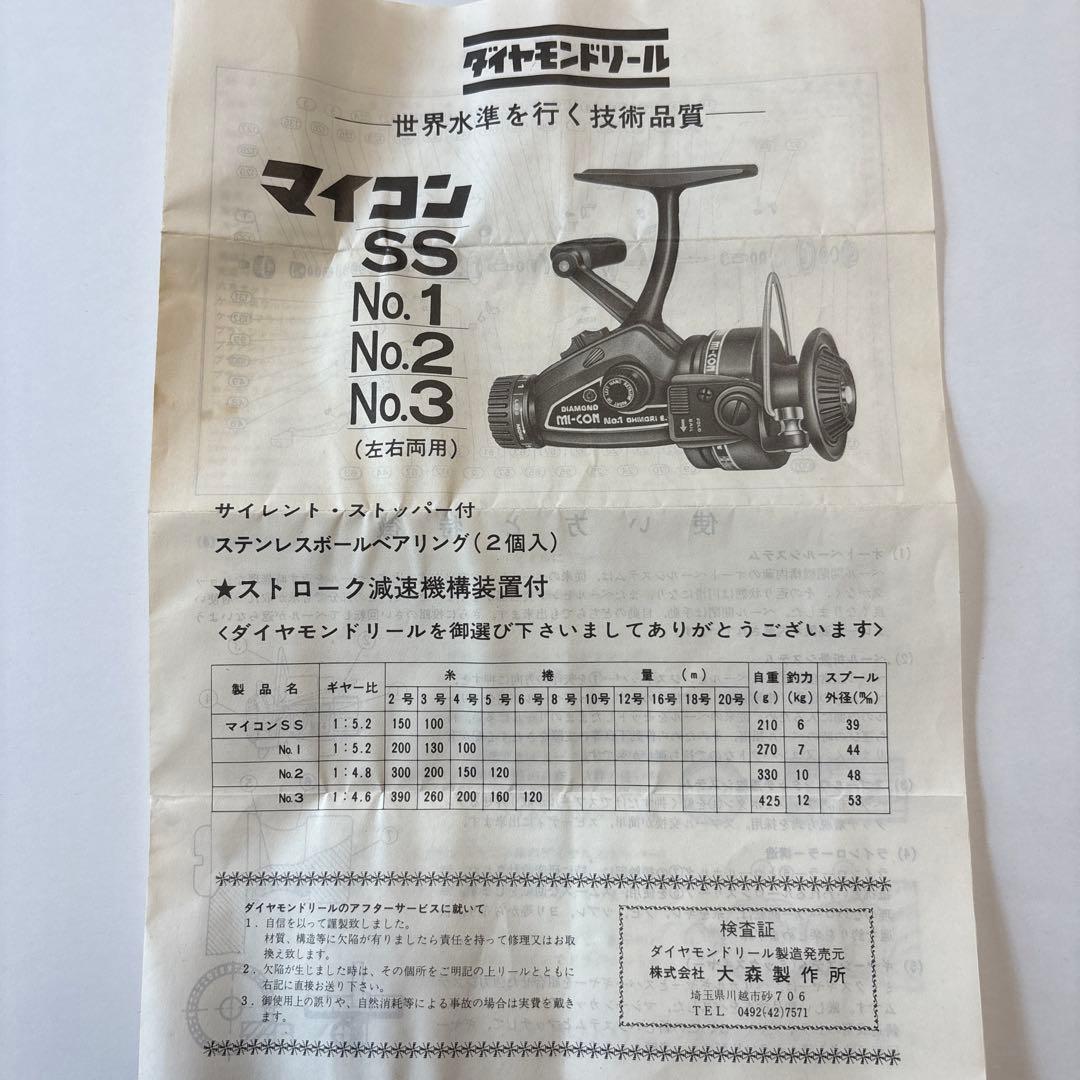 ダイヤモンドリール
世界水準を行く技術品質
マイコン
SS
No.1
No.2
No.3
(左右両用)
DIAMOND
MI-CON No.1 OHMORI
MI-CON
サイレント・ストッパー付
ステンレスボールベアリング(2個入)
★ストローク減速機構装置付
<ダイヤモンドリールを御選び下さいましてありがとうございます>
製品名 ギヤー比 糸捲量(m) 自重(g) 釣力(kg) スプール外径(㎜)
2号 3号 4号 5号 6号 8号 10号 12号 16号 18号 20号
マイコンSS 1:5.2 150 100 210 6 39
No.1 1:5.2 200 130 100 270 7 44
No.2 1:4.8 300 200 150 120 330 10 48
No.3 1:4.6 390 260 200 160 120 425 12 53
ダイヤモンドリールのアフターサービスに就いて
1. 自信を以って謹製致しました。
材質、構造等に欠陥が有りましたら責任を持って修理又はお取
換え致します。
2. 欠陥が生じました時は、その個所をご明記の上リールとともに
右記に直接お送り下さい。
3. 御使用上の誤りや、自然消耗等による事故の場合は実費を戴き
ます。
検査証
ダイヤモンドリール製造発売元
株式会社 大森製作所
埼玉県川越市砂706
TEL 0492(42)7571